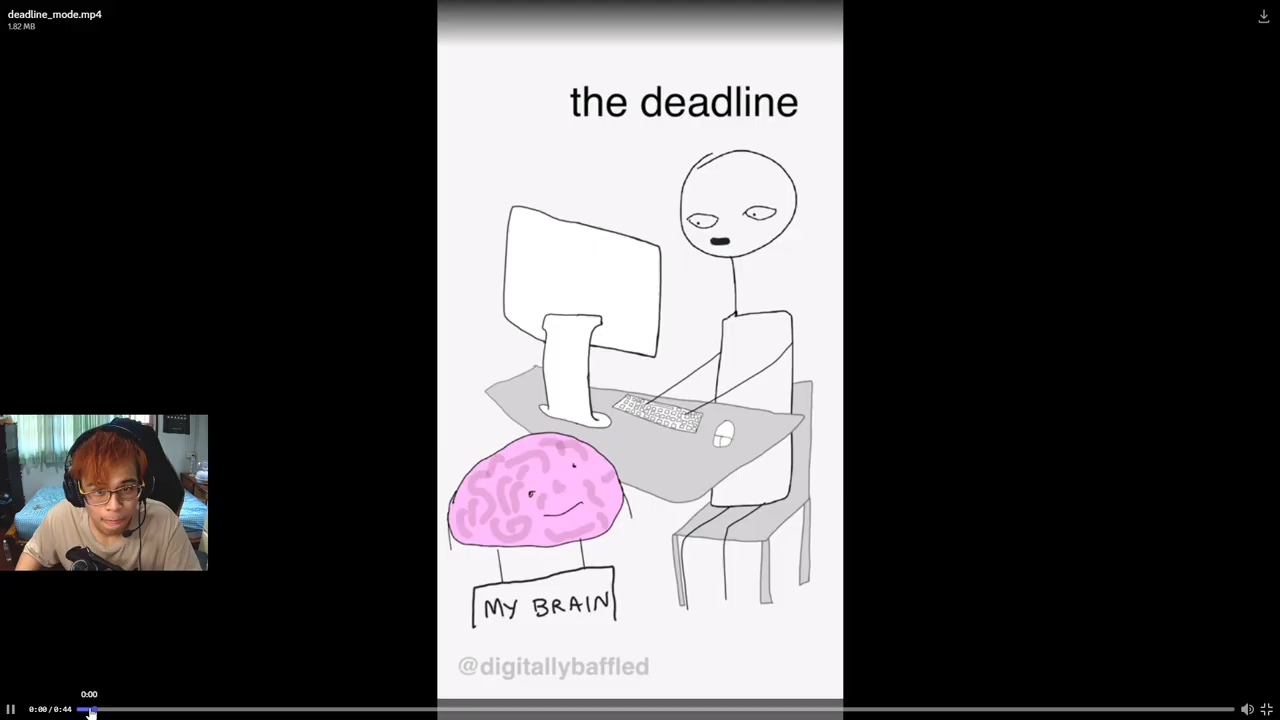 deadline_mode.mp4
1.82 MB
the deadline
MY BRAIN
@digitallybaffled
0:00
0:00 / 0:44